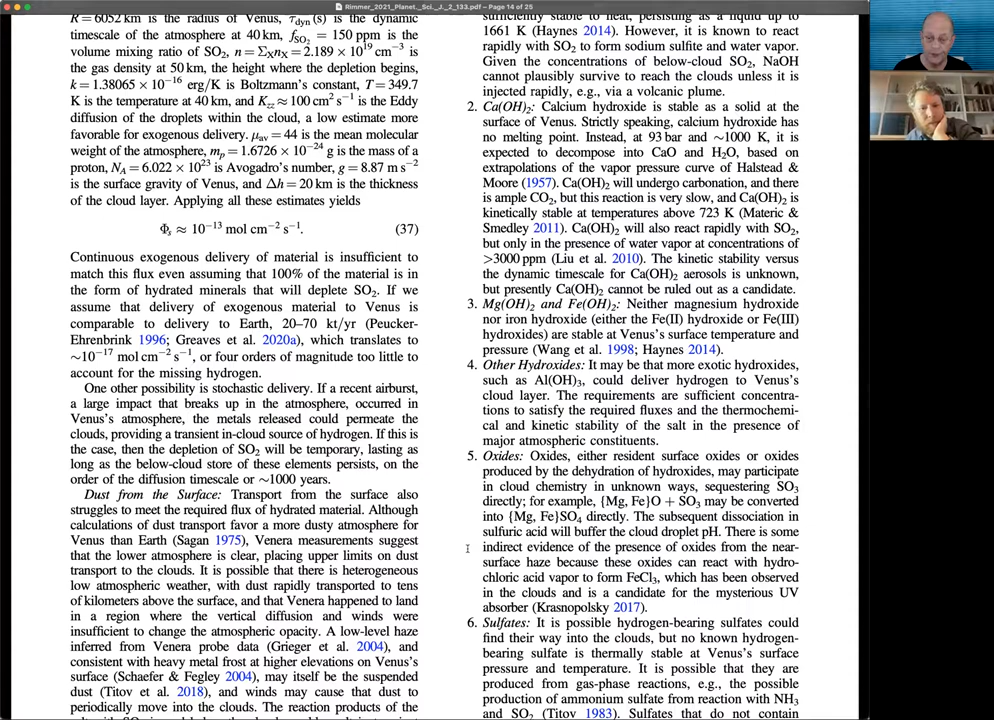 Rimmer_2021_Planet._Sci._J._2_133.pdf – Page 14 of 25
R = 6052 km is the radius of Venus, τdyn (s) is the dynamic
timescale of the atmosphere at 40 km, fSO2 = 150 ppm is the
volume mixing ratio of SO2, n = ΣXnX = 2.189 × 10^19 cm^−3 is
the gas density at 50 km, the height where the depletion begins,
k = 1.38065 × 10^−16 erg/K is Boltzmann's constant, T = 349.7
K is the temperature at 40 km, and Kzz ≈ 100 cm^2 s^−1 is the Eddy
diffusion of the droplets within the cloud, a low estimate more
favorable for exogenous delivery. μav = 44 is the mean molecular
weight of the atmosphere, mp = 1.6726 × 10^−24 g is the mass of a
proton, NA = 6.022 × 10^23 is Avogadro's number, g = 8.87 m s^−2
is the surface gravity of Venus, and Δh = 20 km is the thickness
of the cloud layer. Applying all these estimates yields
Φs ≈ 10^−13 mol cm^−2 s^−1. (37)
Continuous exogenous delivery of material is insufficient to
match this flux even assuming that 100% of the material is in
the form of hydrated minerals that will deplete SO2. If we
assume that delivery of exogenous material to Venus is
comparable to delivery to Earth, 20–70 kt/yr (Peucker-
Ehrenbrink 1996; Greaves et al. 2020a), which translates to
~10^−17 mol cm^−2 s^−1, or four orders of magnitude too little to
account for the missing hydrogen.
One other possibility is stochastic delivery. If a recent airburst,
a large impact that breaks up in the atmosphere, occurred in
Venus's atmosphere, the metals released could permeate the
clouds, providing a transient in-cloud source of hydrogen. If this is
the case, then the depletion of SO2 will be temporary, lasting as
long as the below-cloud store of these elements persists, on the
order of the diffusion timescale or ~1000 years.
Dust from the Surface: Transport from the surface also
struggles to meet the required flux of hydrated material. Although
calculations of dust transport favor a more dusty atmosphere for
Venus than Earth (Sagan 1975), Venera measurements suggest
that the lower atmosphere is clear, placing upper limits on dust
transport to the clouds. It is possible that there is heterogeneous
low atmospheric weather, with dust rapidly transported to tens
of kilometers above the surface, and that Venera happened to land
in a region where the vertical diffusion and winds were
insufficient to change the atmospheric opacity. A low-level haze
inferred from Venera probe data (Grieger et al. 2004), and
consistent with heavy metal frost at higher elevations on Venus's
surface (Schaefer & Fegley 2004), may itself be the suspended
dust (Titov et al. 2018), and winds may cause that dust to
periodically move into the clouds. The reaction products of the
sufficiently stable to heat, persisting as a liquid up to
1661 K (Haynes 2014). However, it is known to react
rapidly with SO2 to form sodium sulfite and water vapor.
Given the concentrations of below-cloud SO2, NaOH
cannot plausibly survive to reach the clouds unless it is
injected rapidly, e.g., via a volcanic plume.
2. Ca(OH)2: Calcium hydroxide is stable as a solid at the
surface of Venus. Strictly speaking, calcium hydroxide has
no melting point. Instead, at 93 bar and ~1000 K, it is
expected to decompose into CaO and H2O, based on
extrapolations of the vapor pressure curve of Halstead &
Moore (1957). Ca(OH)2 will undergo carbonation, and there
is ample CO2, but this reaction is very slow, and Ca(OH)2 is
kinetically stable at temperatures above 723 K (Materic &
Smedley 2011). Ca(OH)2 will also react rapidly with SO2,
but only in the presence of water vapor at concentrations of
>3000 ppm (Liu et al. 2010). The kinetic stability versus
the dynamic timescale for Ca(OH)2 aerosols is unknown,
but presently Ca(OH)2 cannot be ruled out as a candidate.
3. Mg(OH)2 and Fe(OH)2: Neither magnesium hydroxide
nor iron hydroxide (either the Fe(II) hydroxide or Fe(III)
hydroxides) are stable at Venus's surface temperature and
pressure (Wang et al. 1998; Haynes 2014).
4. Other Hydroxides: It may be that more exotic hydroxides,
such as Al(OH)3, could deliver hydrogen to Venus's
cloud layer. The requirements are sufficient concentra-
tions to satisfy the required fluxes and the thermochemi-
cal and kinetic stability of the salt in the presence of
major atmospheric constituents.
5. Oxides: Oxides, either resident surface oxides or oxides
produced by the dehydration of hydroxides, may participate
in cloud chemistry in unknown ways, sequestering SO3
directly; for example, {Mg, Fe}O + SO3 may be converted
into {Mg, Fe}SO4 directly. The subsequent dissociation in
sulfuric acid will buffer the cloud droplet pH. There is some
indirect evidence of the presence of oxides from the near-
surface haze because these oxides can react with hydro-
chloric acid vapor to form FeCl3, which has been observed
in the clouds and is a candidate for the mysterious UV
absorber (Krasnopolsky 2017).
6. Sulfates: It is possible hydrogen-bearing sulfates could
find their way into the clouds, but no known hydrogen-
bearing sulfate is thermally stable at Venus's surface
pressure and temperature. It is possible that they are
produced from gas-phase reactions, e.g., the possible
production of ammonium sulfate from reaction with NH3
and SO2 (Titov 1983). Sulfates that do not contain